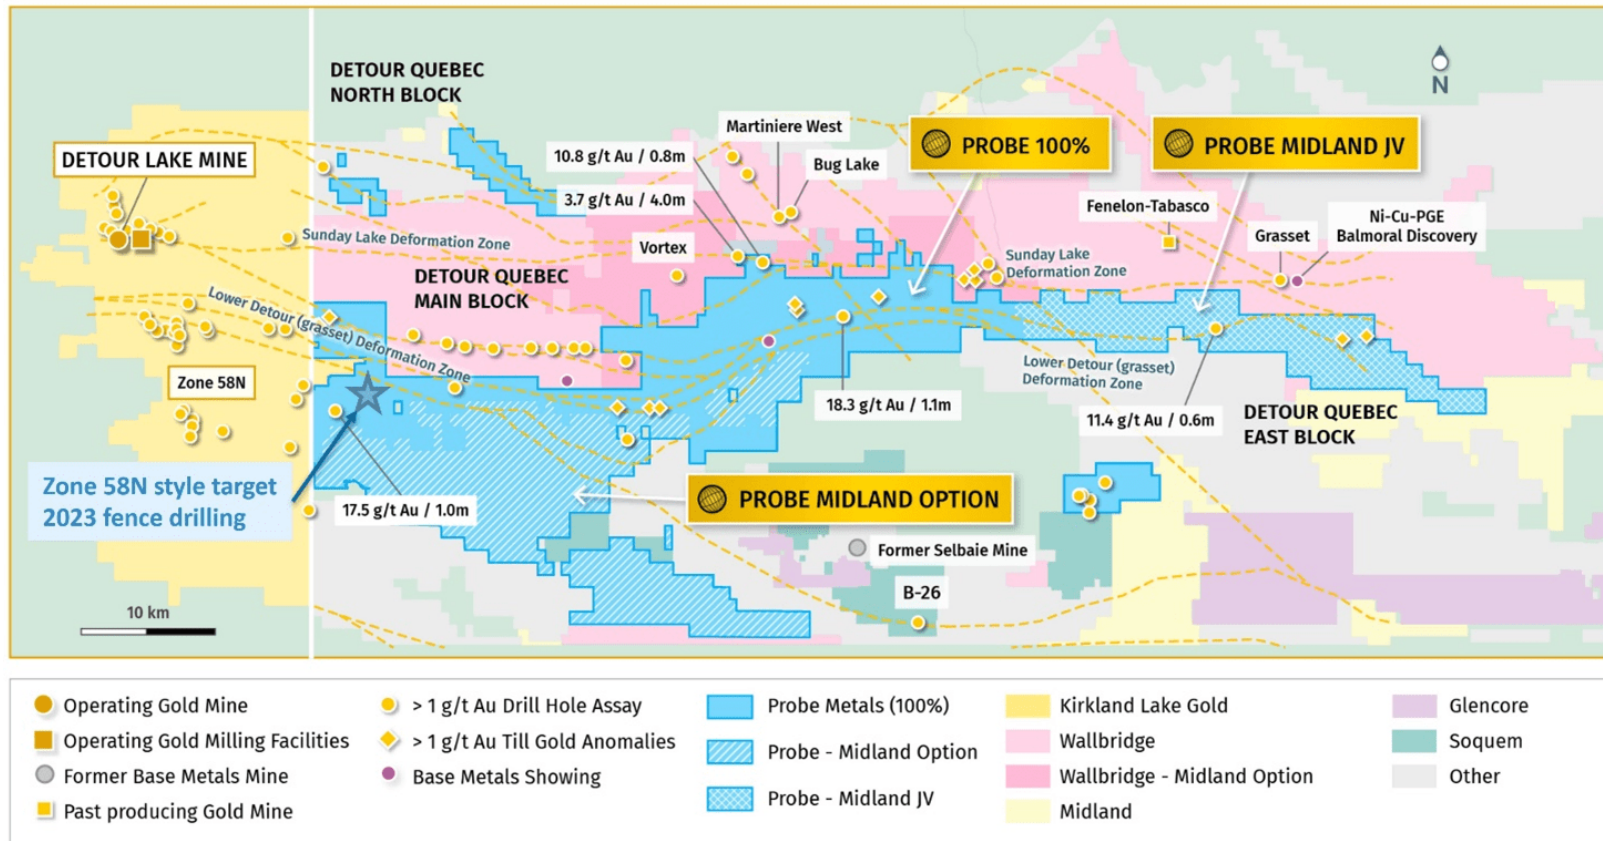 DETOUR QUEBEC
NORTH BLOCK
N
DETOUR LAKE MINE
Martiniere West
10.8 g/t Au / 0.8m
Bug Lake
PROBE 100%
PROBE MIDLAND JV
3.7 g/t Au / 4.0m
Fenelon-Tabasco
Ni-Cu-PGE
Balmoral Discovery
Grasset
Sunday Lake Deformation Zone
Vortex
Sunday Lake
Deformation Zone
DETOUR QUEBEC
MAIN BLOCK
Lower Detour (grasset) Deformation Zone
Zone 58N
Lower Detour (grasset)
Deformation Zone
18.3 g/t Au / 1.1m
11.4 g/t Au / 0.6m
DETOUR QUEBEC
EAST BLOCK
Zone 58N style target
2023 fence drilling
17.5 g/t Au / 1.0m
PROBE MIDLAND OPTION
Former Selbaie Mine
B-26
10 km
Operating Gold Mine
Operating Gold Milling Facilities
Former Base Metals Mine
Past producing Gold Mine
> 1 g/t Au Drill Hole Assay
> 1 g/t Au Till Gold Anomalies
Base Metals Showing
Probe Metals (100%)
Probe - Midland Option
Probe - Midland JV
Kirkland Lake Gold
Wallbridge
Wallbridge - Midland Option
Midland
Glencore
Soquem
Other